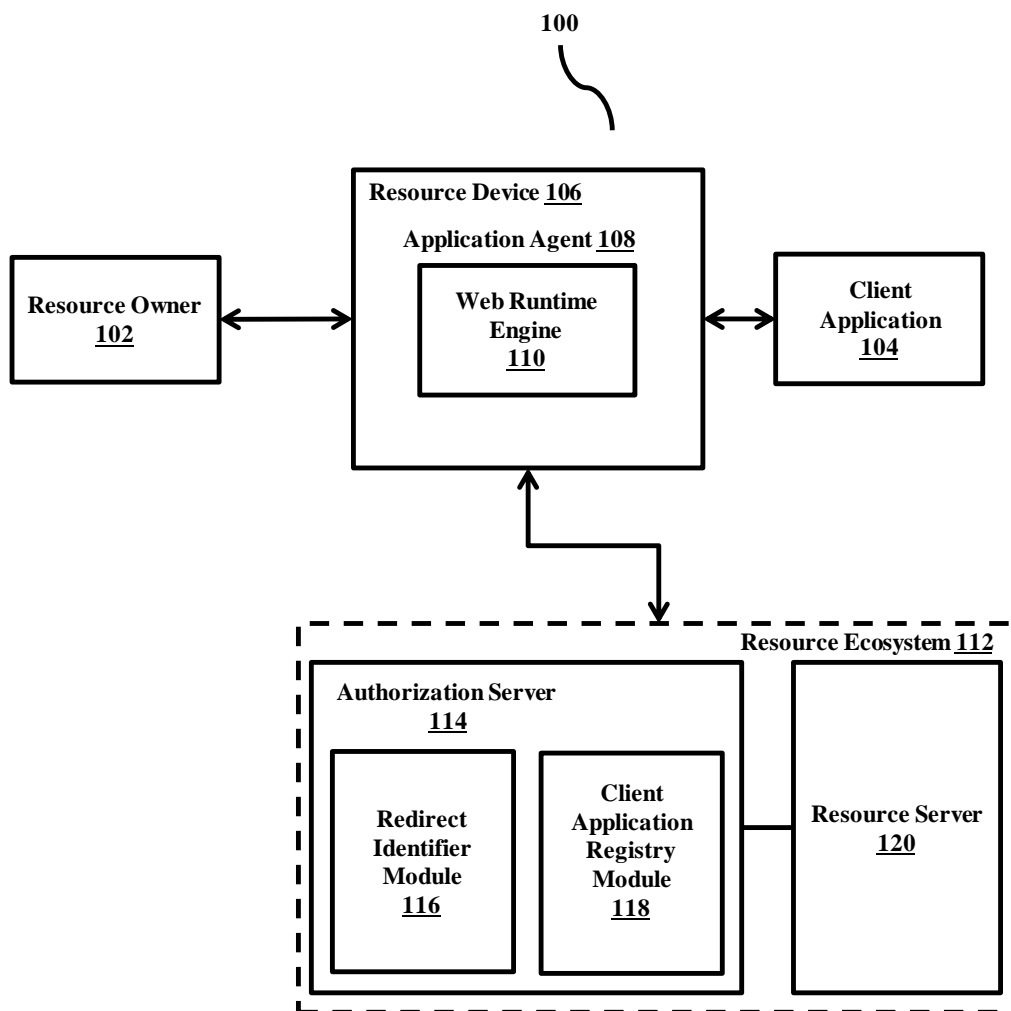 100
Resource Device 106
Application Agent 108
Web Runtime
Engine
110
Resource Owner
102
Client
Application
104
Resource Ecosystem 112
Authorization Server
114
Redirect
Identifier
Module
116
Client
Application
Registry
Module
118
Resource Server
120